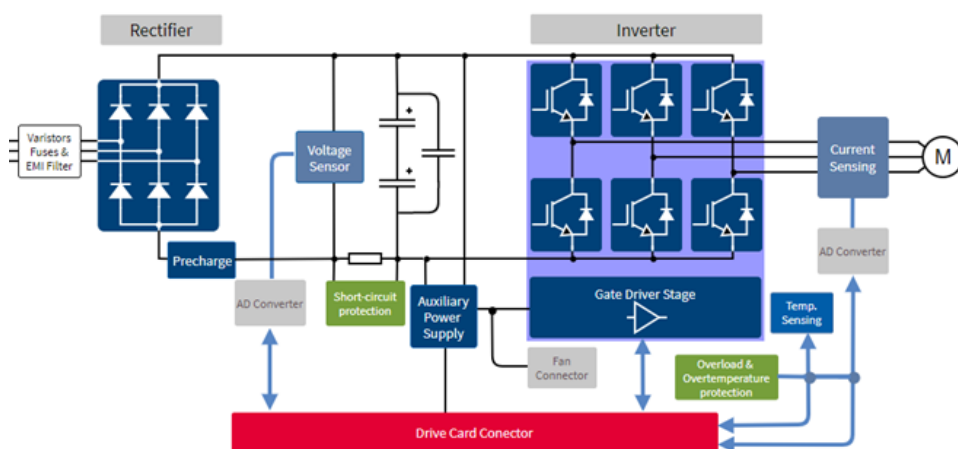 Rectifier
Inverter
Varistors
Fuses &
EMI Filter
Voltage
Sensor
+
+
Current
Sensing
M
Precharge
AD Converter
AD Converter
Short-circuit
protection
Auxiliary
Power
Supply
Gate Driver Stage
Temp.
Sensing
Fan
Connector
Overload &
Overtemperature
protection
Drive Card Conector